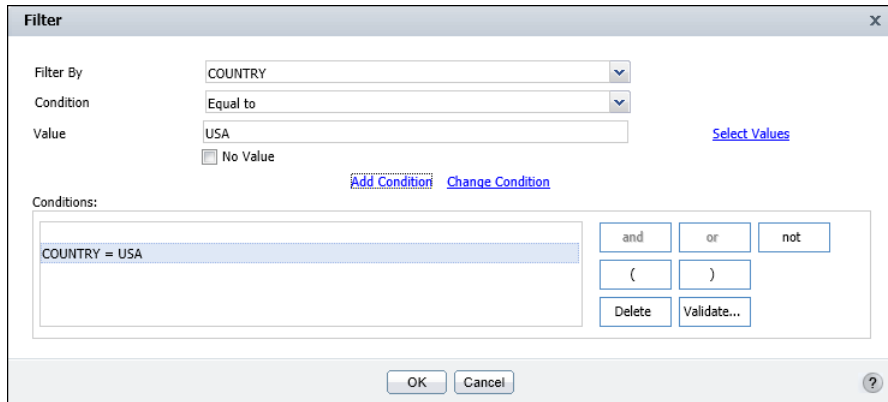 Filter x
Filter By COUNTRY
Condition Equal to
Value USA Select Values
No Value
Add Condition Change Condition
Conditions:
and or not
COUNTRY = USA
( )
Delete Validate...
OK Cancel ?